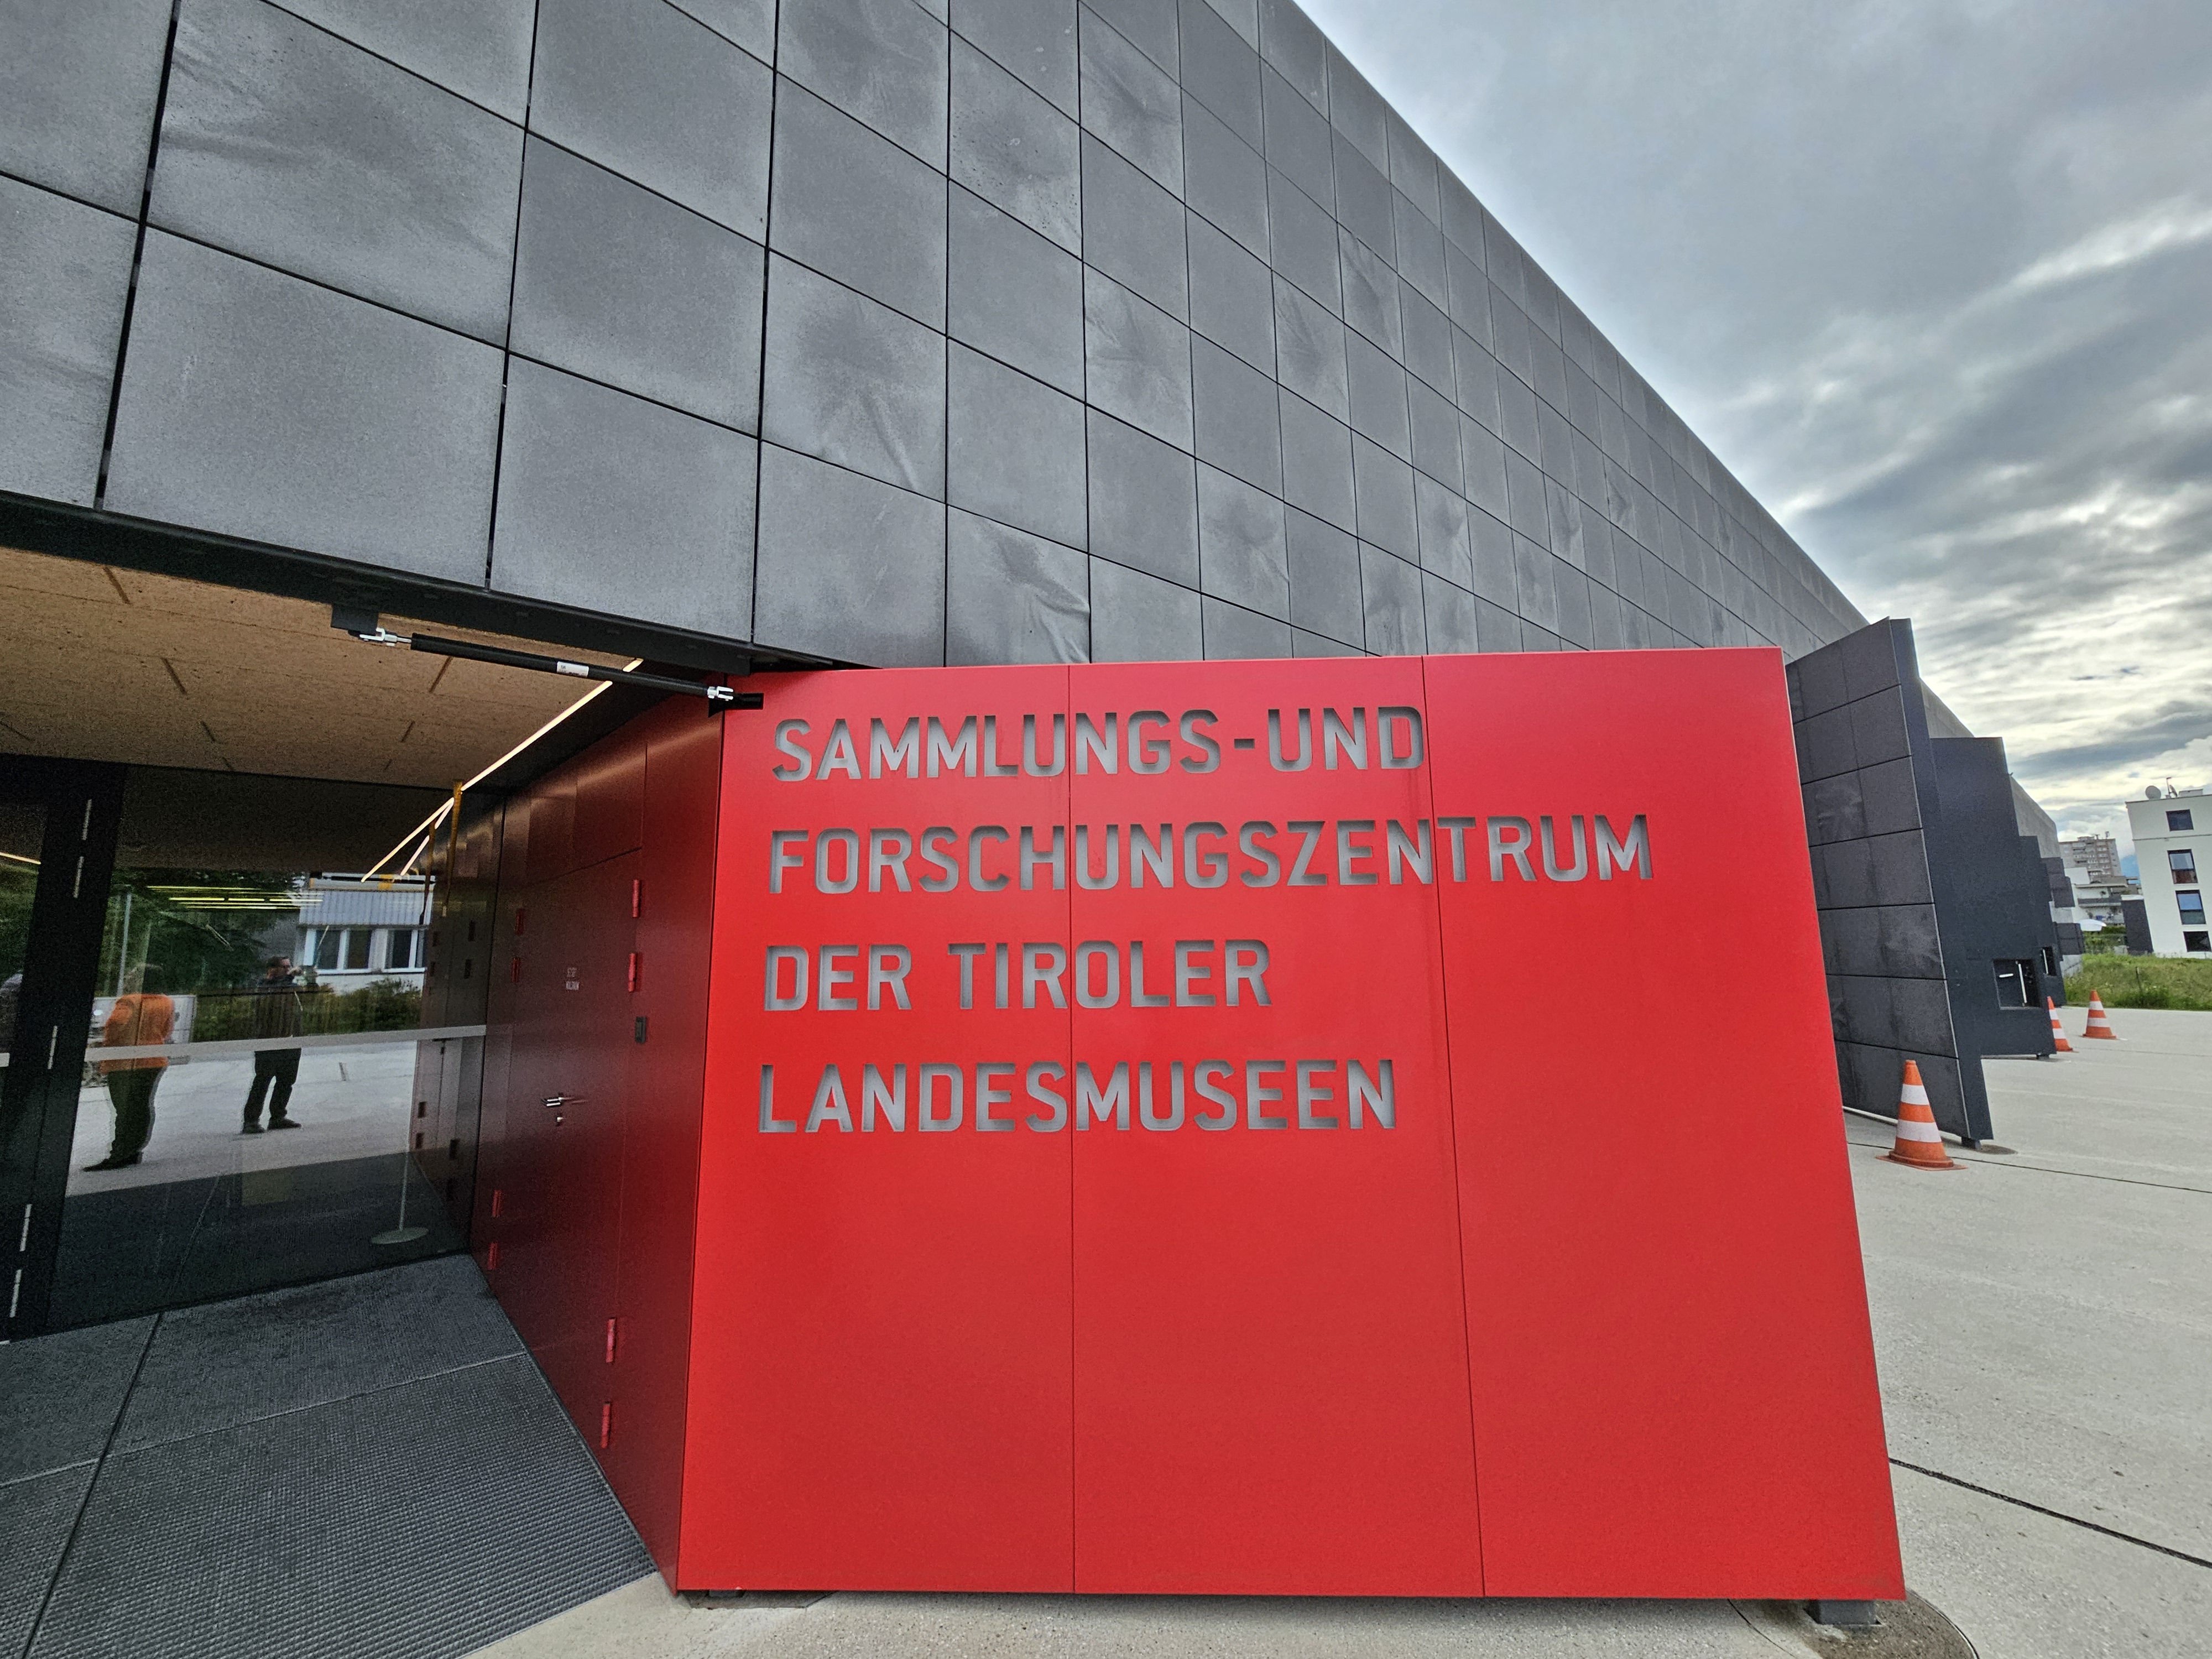 SAMMLUNGS-UND
FORSCHUNGSZENTRUM
DER TIROLER
LANDESMUSEEN